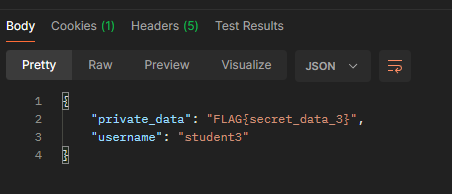 Body Cookies (1) Headers (5) Test Results
Pretty Raw Preview Visualize JSON
1 {
2 "private_data": "FLAG{secret_data_3}",
3 "username": "student3"
4 }